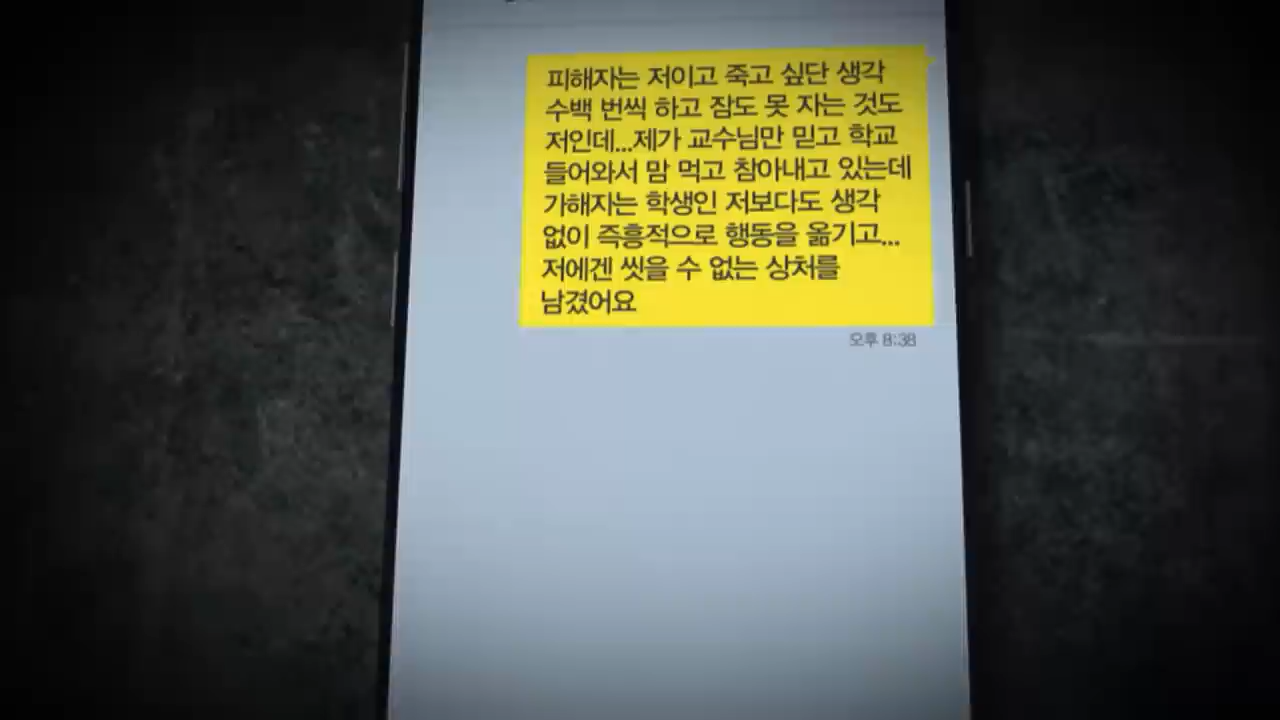 피해자는 저이고 죽고 싶단 생각
수백 번씩 하고 잠도 못 자는 것도
저인데...제가 교수님만 믿고 학교
들어와서 맘 먹고 참아내고 있는데
가해자는 학생인 저보다도 생각
없이 즉흥적으로 행동을 옮기고...
저에겐 씻을 수 없는 상처를
남겼어요
오후 8:38